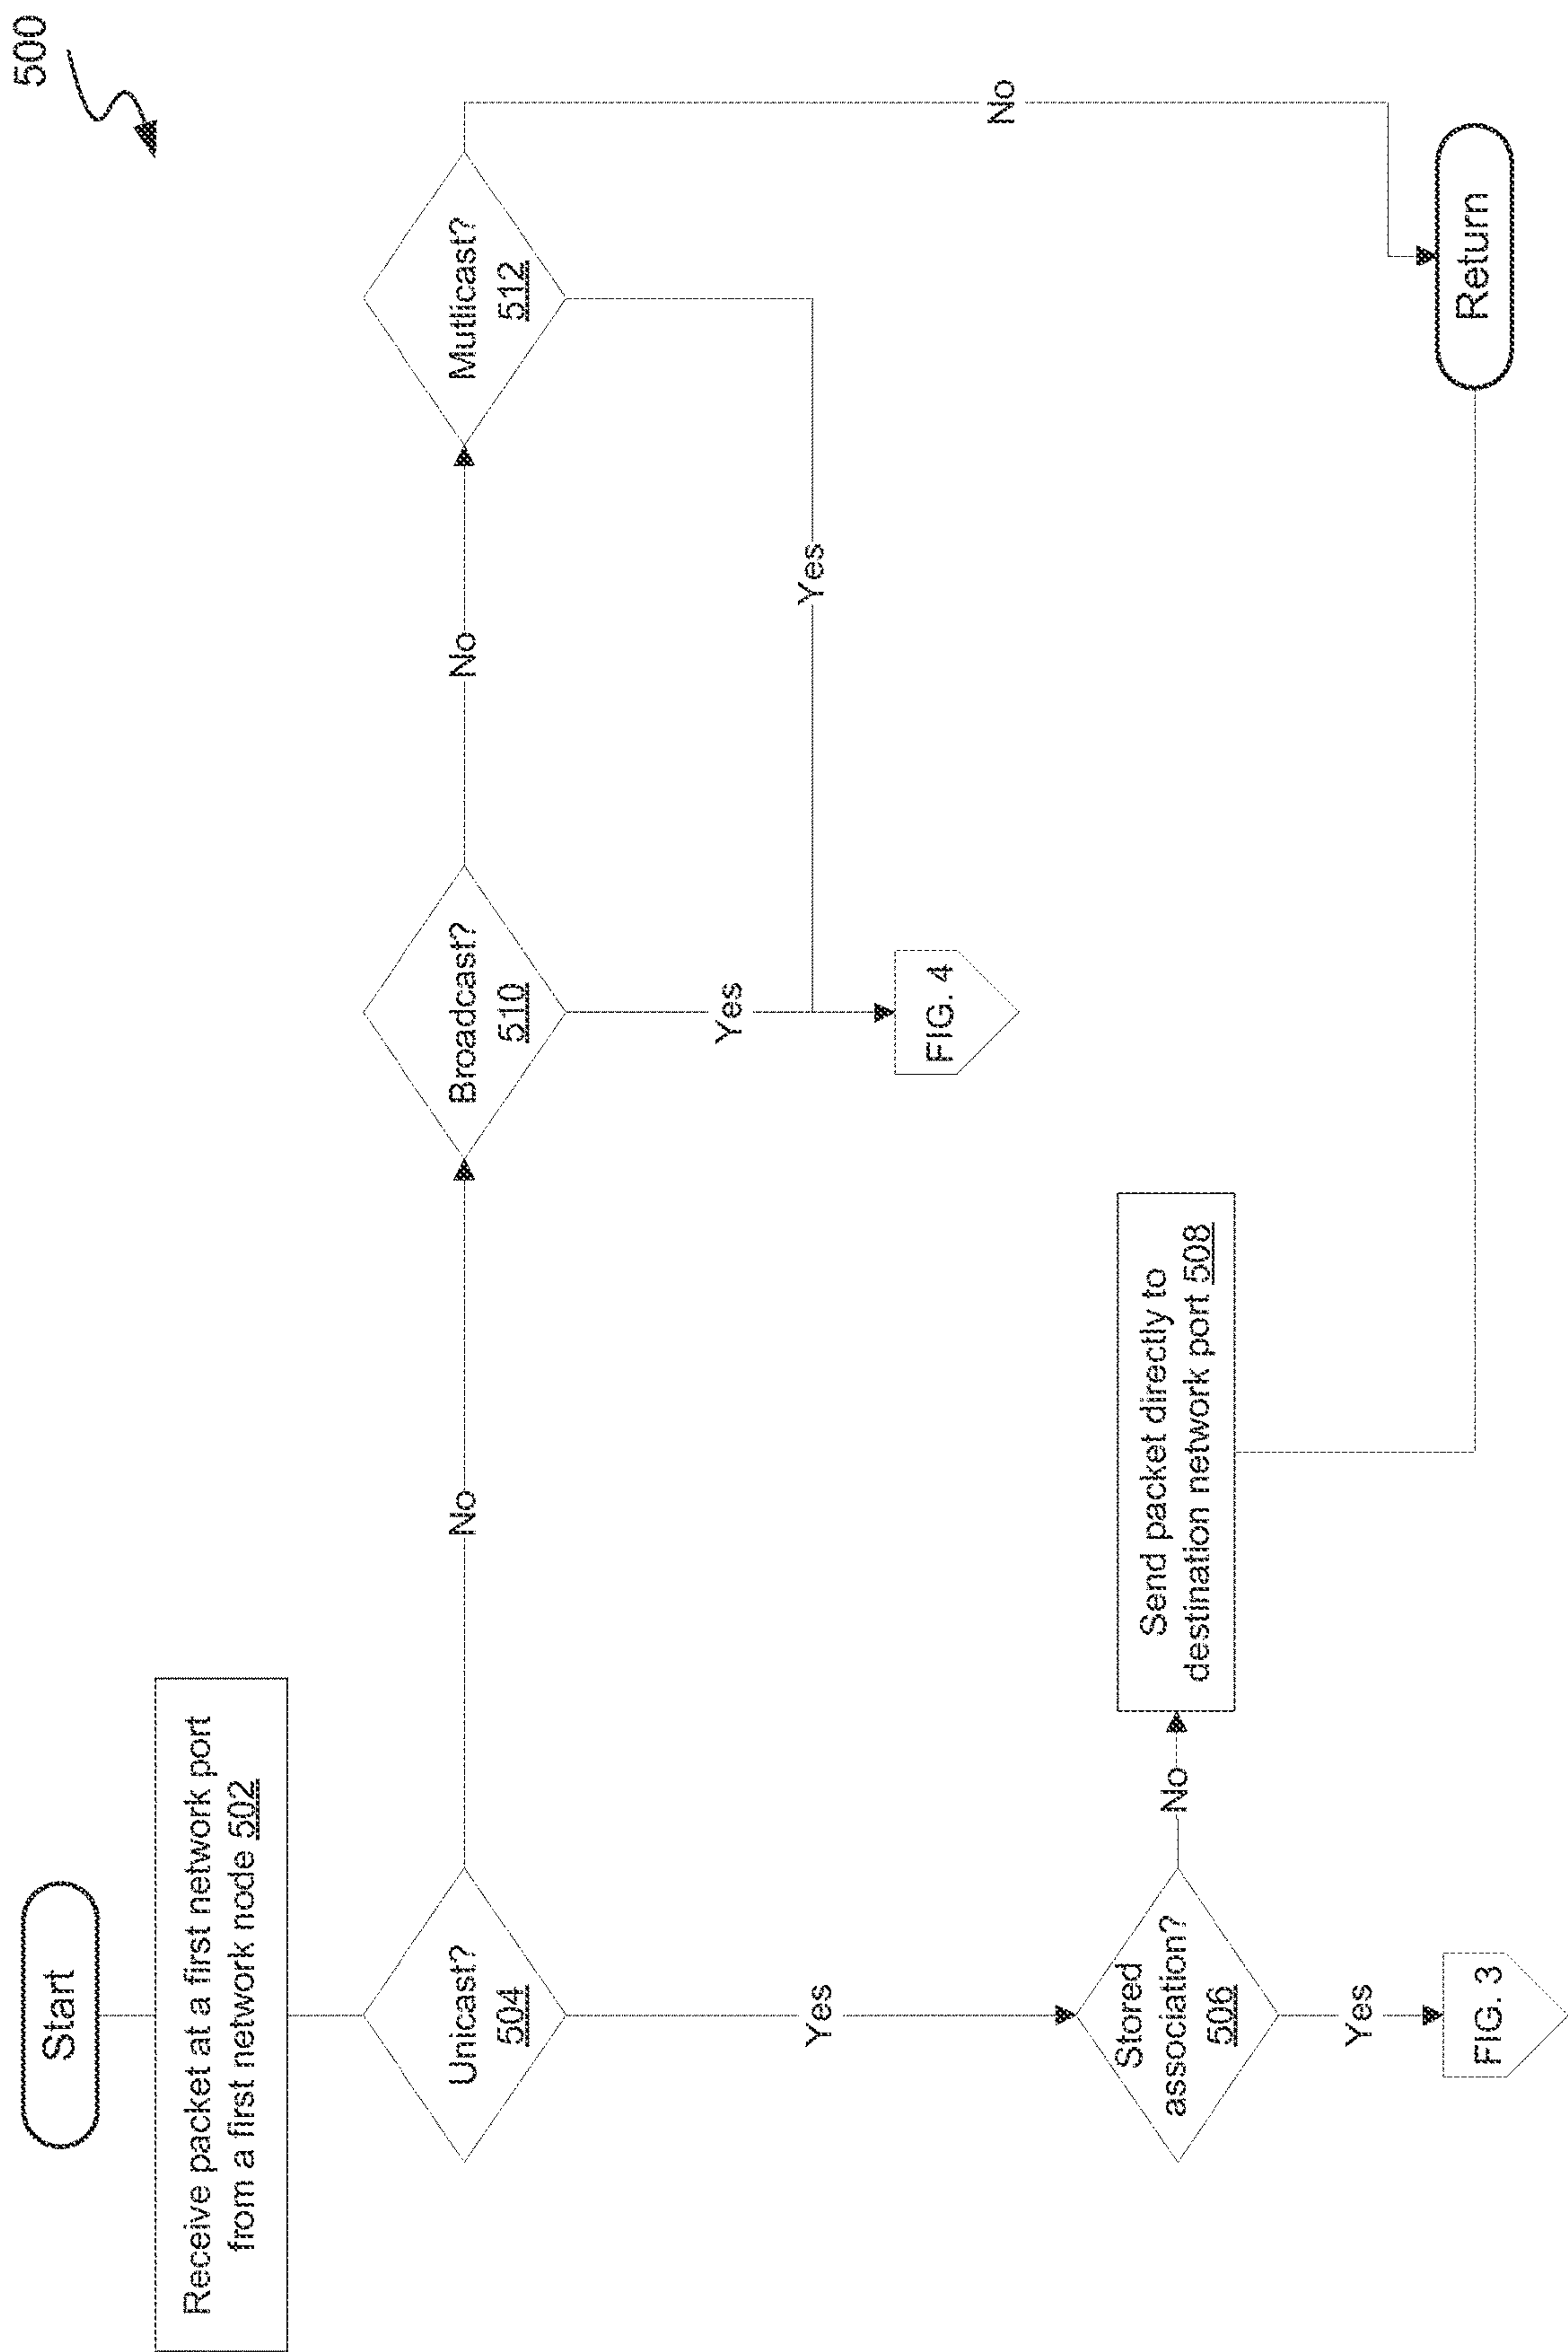 500
Start
Receive packet at a first network port
from a first network node 502
Unicast?
504
No
Broadcast?
510
No
Mutlicast?
512
Yes
Yes
Yes
No
FIG. 4
Stored
association?
506
No
Send packet directly to
destination network port 508
Yes
FIG. 3
Return